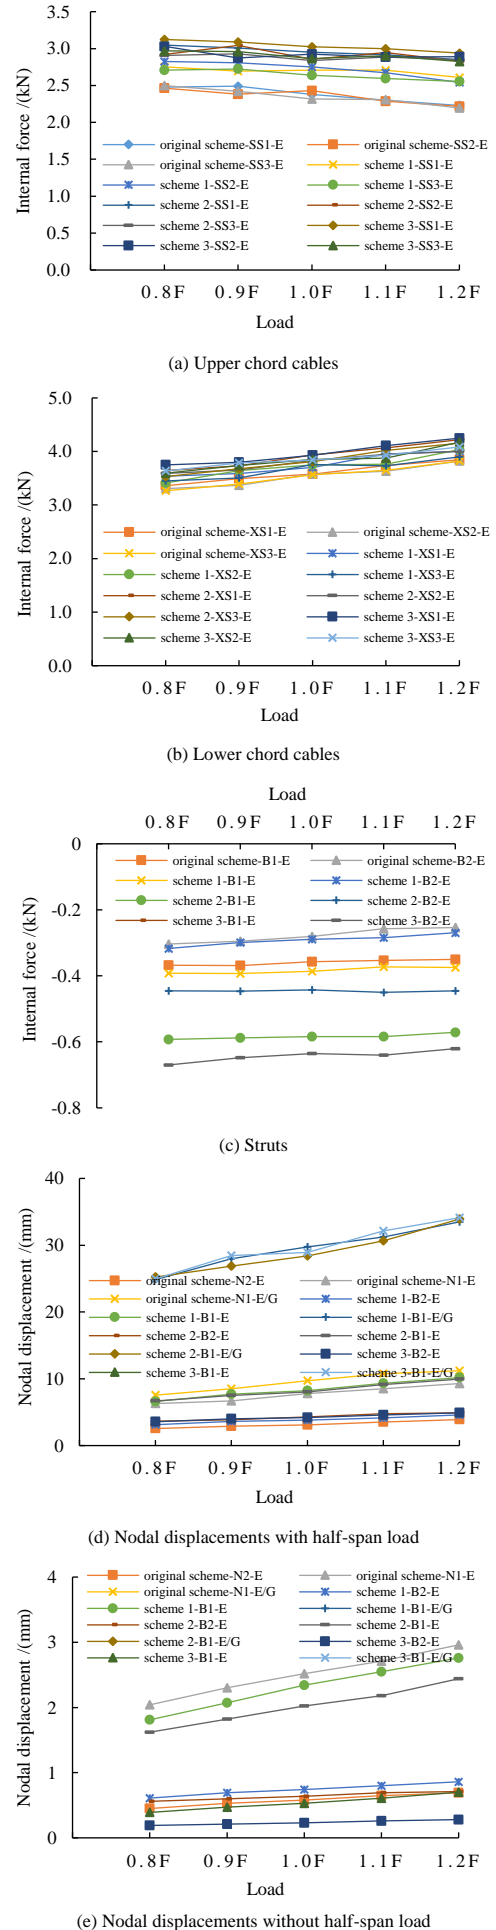 3.5
3.0
2.5
2.0
1.5
1.0
0.5
0.0
Internal force /(kN)
original scheme-SS1-E
original scheme-SS2-E
original scheme-SS3-E
scheme 1-SS1-E
scheme 1-SS2-E
scheme 1-SS3-E
scheme 2-SS1-E
scheme 2-SS2-E
scheme 2-SS3-E
scheme 3-SS1-E
scheme 3-SS2-E
scheme 3-SS3-E
0.8F 0.9F 1.0F 1.1F 1.2F
Load
(a) Upper chord cables
5.0
4.0
3.0
2.0
1.0
0.0
Internal force /(kN)
original scheme-XS1-E
original scheme-XS2-E
original scheme-XS3-E
scheme 1-XS1-E
scheme 1-XS2-E
scheme 1-XS3-E
scheme 2-XS1-E
scheme 2-XS2-E
scheme 2-XS3-E
scheme 3-XS1-E
scheme 3-XS2-E
scheme 3-XS3-E
0.8F 0.9F 1.0F 1.1F 1.2F
Load
(b) Lower chord cables
Load
0.8F 0.9F 1.0F 1.1F 1.2F
0
-0.2
-0.4
-0.6
-0.8
Internal force /(kN)
original scheme-B1-E
original scheme-B2-E
scheme 1-B1-E
scheme 1-B2-E
scheme 2-B1-E
scheme 2-B2-E
scheme 3-B1-E
scheme 3-B2-E
(c) Struts
40
30
20
10
0
Nodal displacement /(mm)
original scheme-N2-E
original scheme-N1-E
original scheme-N1-E/G
scheme 1-B2-E
scheme 1-B1-E
scheme 1-B1-E/G
scheme 2-B2-E
scheme 2-B1-E
scheme 2-B1-E/G
scheme 3-B2-E
scheme 3-B1-E
scheme 3-B1-E/G
0.8F 0.9F 1.0F 1.1F 1.2F
Load
(d) Nodal displacements with half-span load
4
3
2
1
0
Nodal displacement /(mm)
original scheme-N2-E
original scheme-N1-E
original scheme-N1-E/G
scheme 1-B2-E
scheme 1-B1-E
scheme 1-B1-E/G
scheme 2-B2-E
scheme 2-B1-E
scheme 2-B1-E/G
scheme 3-B2-E
scheme 3-B1-E
scheme 3-B1-E/G
0.8F 0.9F 1.0F 1.1F 1.2F
Load
(e) Nodal displacements without half-span load